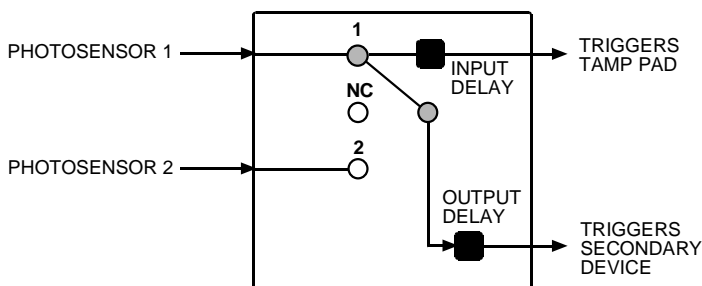 1
PHOTOSENSOR 1
TRIGGERS
TAMP PAD
INPUT
DELAY
NC
2
PHOTOSENSOR 2
OUTPUT
DELAY
TRIGGERS
SECONDARY
DEVICE